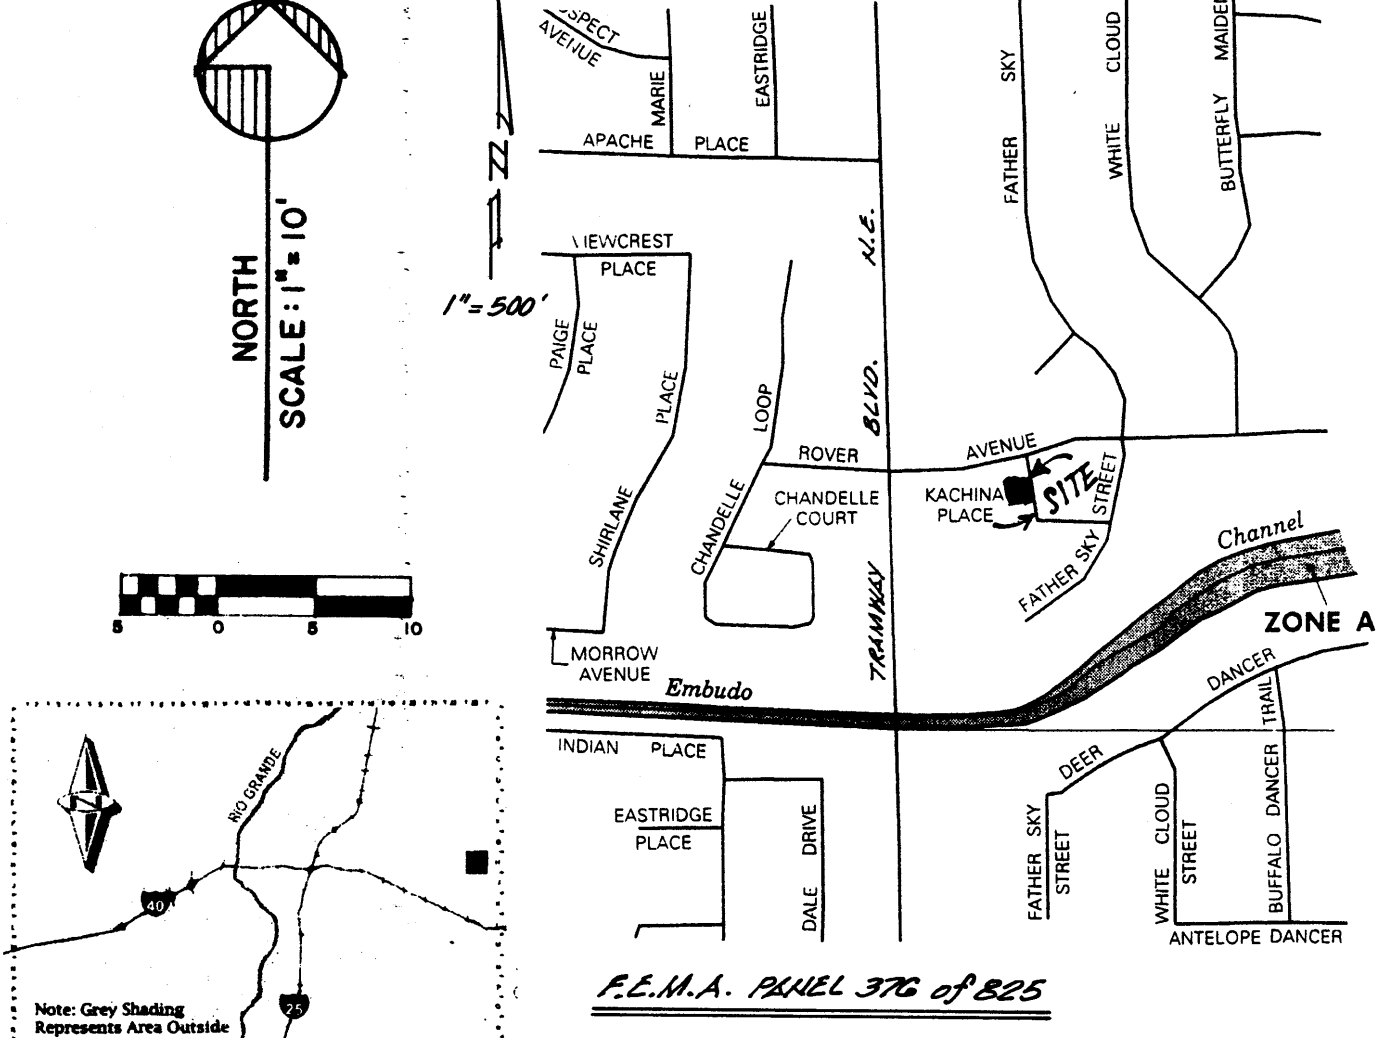 NORTH
SCALE: 1" = 10'
5 0 5 10
1" = 500'
AVENUE
MARIE
EASTRIDGE
APACHE PLACE
VIEWCREST
PLACE
PAIGE
PLACE
SHIRLANE PLACE
CHANDELLE LOOP
ROVER AVENUE
CHANDELLE
COURT
TRAMWAY BLVD. N.E.
FATHER SKY
WHITE CLOUD
BUTTERFLY
KACHINA
PLACE
SITE
FATHER SKY STREET
Channel
ZONE A
MORROW
AVENUE
Embudo
INDIAN PLACE
EASTRIDGE
PLACE
DALE DRIVE
DEER DANCER
FATHER SKY
STREET
WHITE CLOUD
STREET
BUFFALO DANCER TRAIL
ANTELOPE DANCER
F.E.M.A. PANEL 376 of 825
N
RIO GRANDE
40
25
Note: Grey Shading
Represents Area Outside